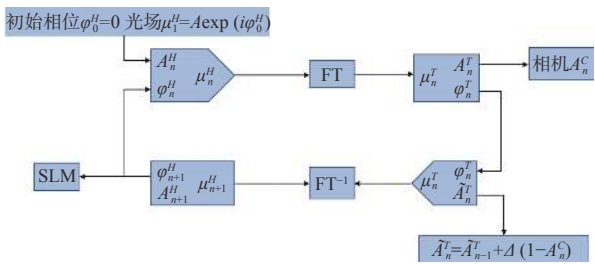 初始相位φ₀ᴴ=0 光场μ₁ᴴ=Aexp (iφ₀ᴴ)
Aₙᴴ
φₙᴴ
μₙᴴ
FT
μₙᵀ
Aₙᵀ
φₙᵀ
相机Aₙᶜ
SLM
φₙ₊₁ᴴ
Aₙ₊₁ᴴ
μₙ₊₁ᴴ
FT⁻¹
μₙᵀ
φₙᵀ
Ãₙᵀ
Ãₙᵀ=Ãₙ₋₁ᵀ+Δ (1−Aₙᶜ)